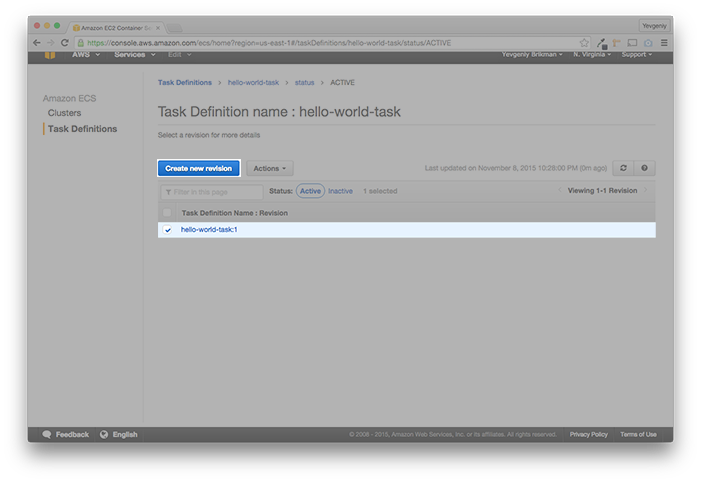 Amazon EC2 Container Se
Yevgeniy
https://console.aws.amazon.com/ecs/home?region=us-east-1#/taskDefinitions/hello-world-task/status/ACTIVE
AWS Services Edit Yevgeniy Brikman N. Virginia Support
Task Definitions > hello-world-task > status > ACTIVE
Amazon ECS
Clusters
Task Definitions
Task Definition name : hello-world-task
Select a revision for more details
Create new revision Actions Last updated on November 8, 2015 10:26:00 PM (0m ago)
Filter in this page Status: Active Inactive 1 selected Viewing 1-1 Revision
Task Definition Name : Revision
hello-world-task:1
Feedback English © 2008 - 2015, Amazon Web Services, Inc. or its affiliates. All rights reserved. Privacy Policy Terms of Use